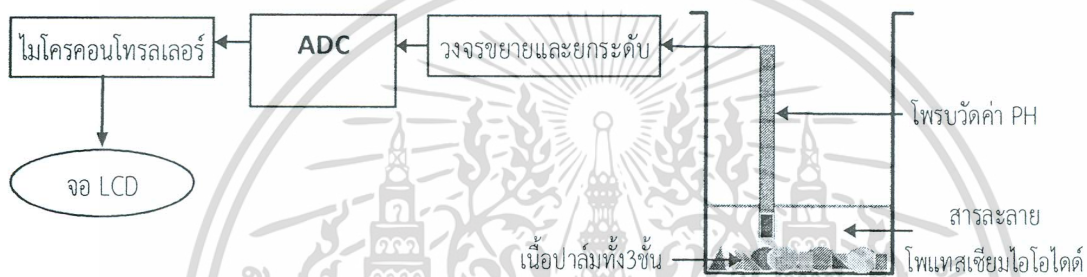 ไมโครคอนโทรลเลอร์
ADC
วงจรขยายและยกระดับ
โพรบวัดค่า PH
จอ LCD
สารละลาย
เนื้อปาล์มทั้ง3ชั้น
โพแทสเซียมไอโอไดด์